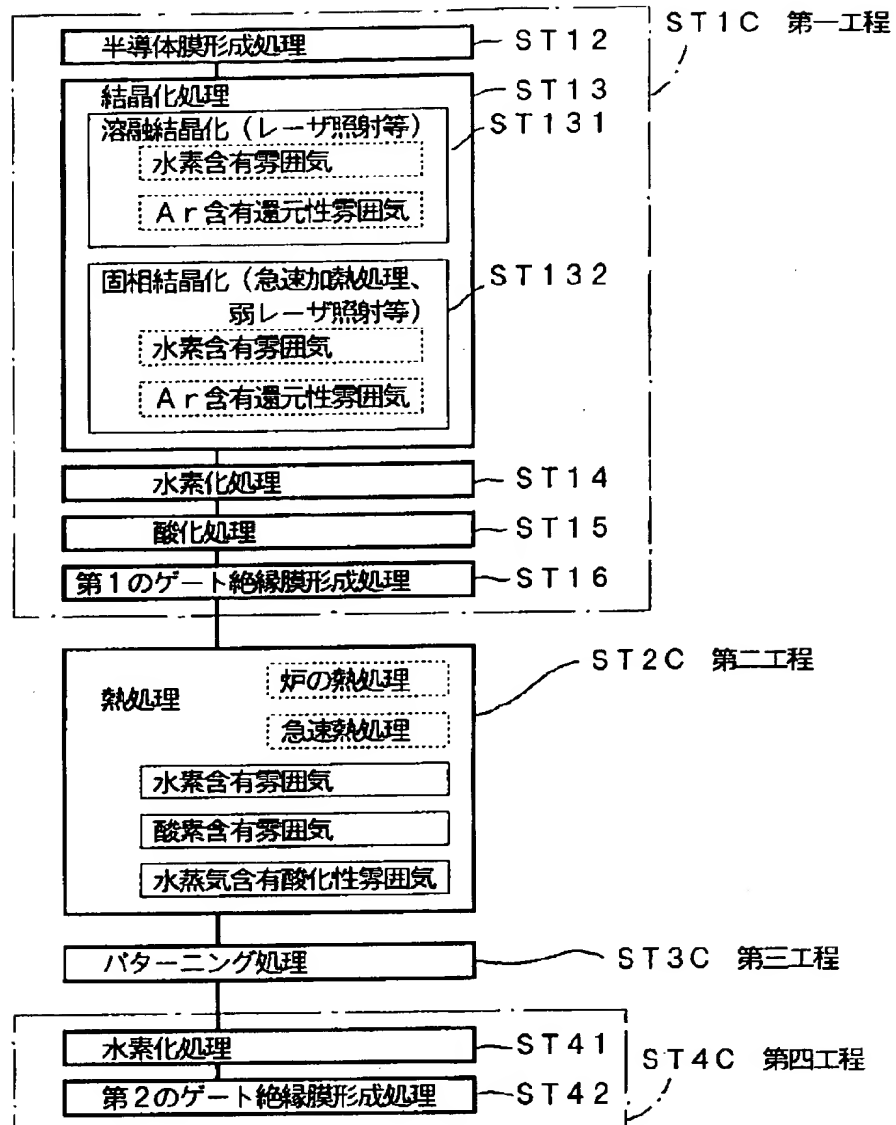 ST1C 第一工程
半導体膜形成処理 ST12
結晶化処理 ST13
溶融結晶化(レーザ照射等) ST131
水素含有雰囲気
Ar含有還元性雰囲気
固相結晶化(急速加熱処理、 ST132
弱レーザ照射等)
水素含有雰囲気
Ar含有還元性雰囲気
水素化処理 ST14
酸化処理 ST15
第1のゲート絶縁膜形成処理 ST16
ST2C 第二工程
熱処理
炉の熱処理
急速熱処理
水素含有雰囲気
酸素含有雰囲気
水蒸気含有酸化性雰囲気
パターニング処理 ST3C 第三工程
水素化処理 ST41
ST4C 第四工程
第2のゲート絶縁膜形成処理 ST42